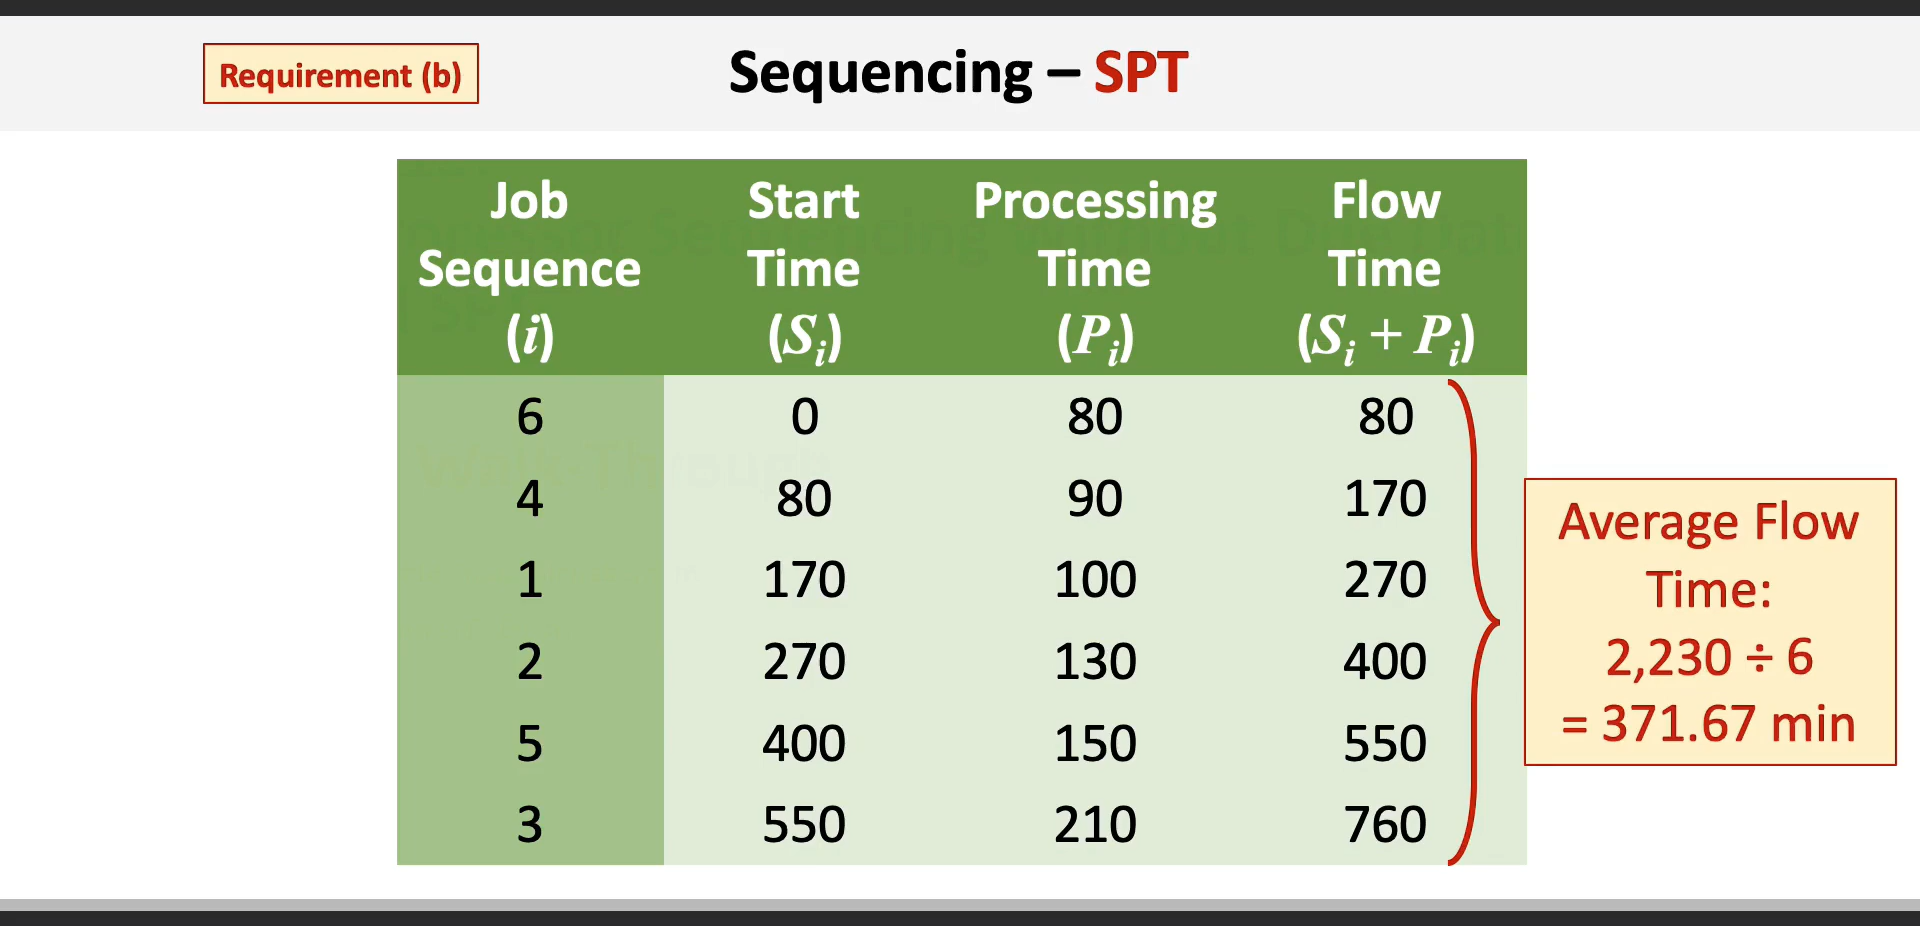 Requirement (b)
Sequencing – SPT
Job Sequence (i)
Start Time (Sᵢ)
Processing Time (Pᵢ)
Flow Time (Sᵢ + Pᵢ)
6 0 80 80
4 80 90 170
1 170 100 270
2 270 130 400
5 400 150 550
3 550 210 760
Average Flow
Time:
2,230 ÷ 6
= 371.67 min
Walk-Through